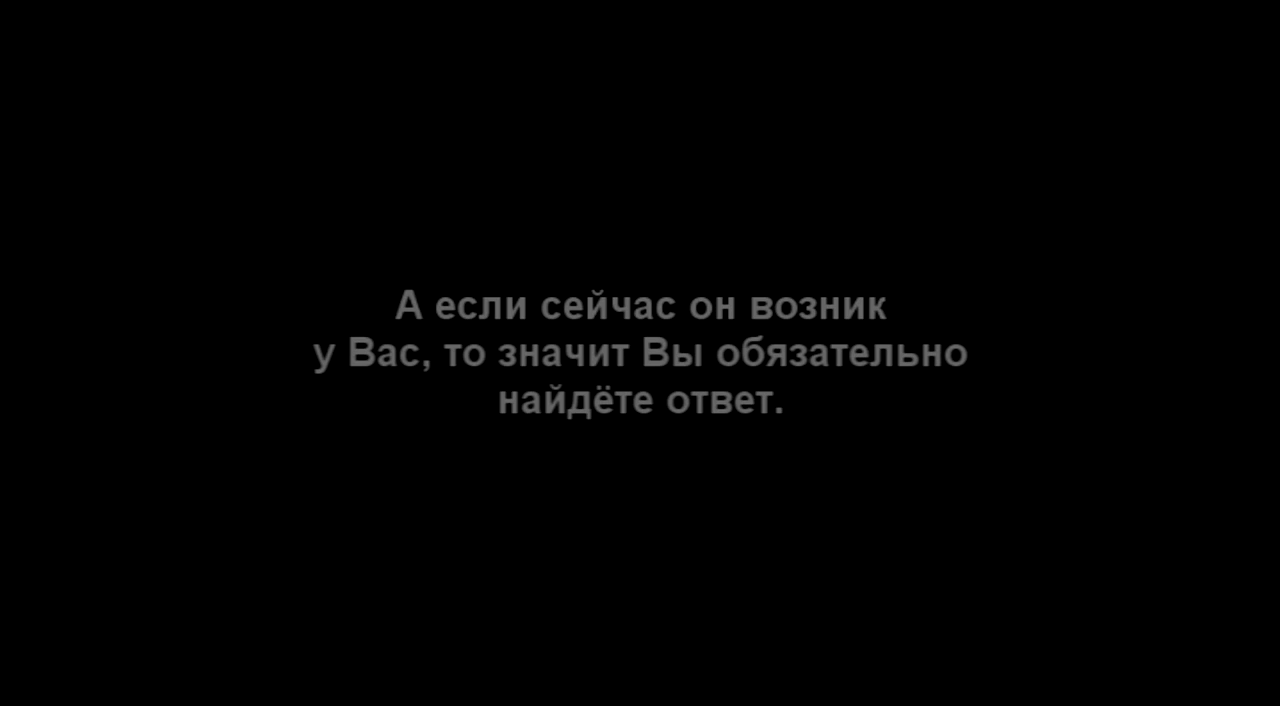 А если сейчас он возник
у Вас, то значит Вы обязательно
найдёте ответ.